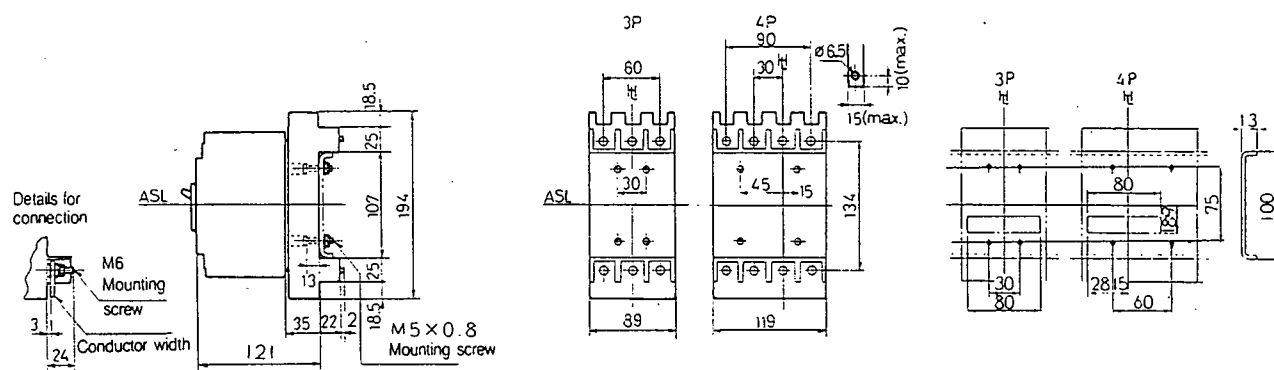 Details for
connection
M6
Mounting
screw
3
24
Conductor width
ASL
18.5
25
107
194
25
18.5
13
35
22
2
121
M5×0.8
Mounting screw
3P
60
30
ASL
89
4P
90
30
45
15
134
119
ø6.5
15(max.)
10(max.)
3P
30
80
4P
80
28
15
60
75
13
100